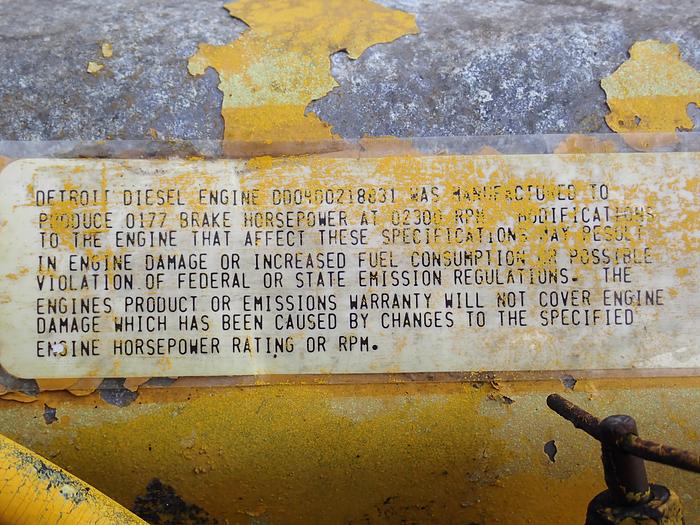 DETROIT DIESEL ENGINE WAS MANUFACTURED TO
PRODUCE 0177 BRAKE HORSEPOWER AT 02300 RPM MODIFICATIONS
TO THE ENGINE THAT AFFECT THESE SPECIFICATIONS MAY RESULT
IN ENGINE DAMAGE OR INCREASED FUEL CONSUMPTION OR POSSIBLE
VIOLATION OF FEDERAL OR STATE EMISSION REGULATIONS. THE
ENGINES PRODUCT OR EMISSIONS WARRANTY WILL NOT COVER ENGINE
DAMAGE WHICH HAS BEEN CAUSED BY CHANGES TO THE SPECIFIED
ENGINE HORSEPOWER RATING OR RPM.